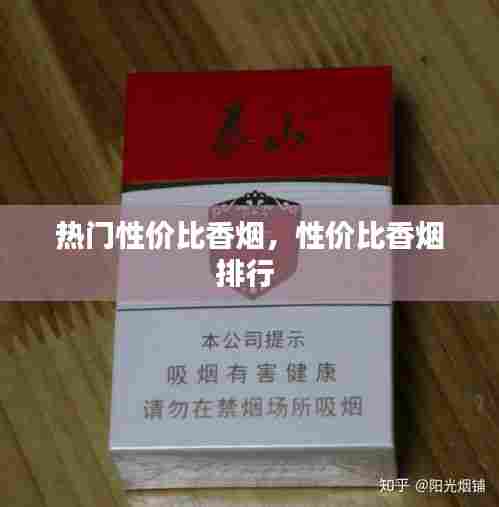 泰山
热门性价比香烟，性价比香烟
排行
本公司提示
吸烟有害健康
请勿在禁烟场所吸烟
知乎 @阳光烟铺